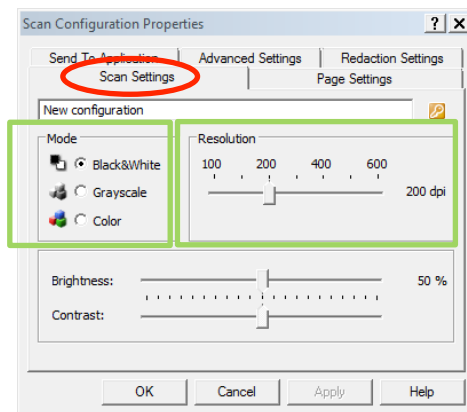 Scan Configuration Properties
Send To Application Advanced Settings Redaction Settings
Scan Settings Page Settings
New configuration
Mode Resolution
100 200 400 600
Black&White
200 dpi
Grayscale
Color
Brightness: 50 %
Contrast:
OK Cancel Apply Help